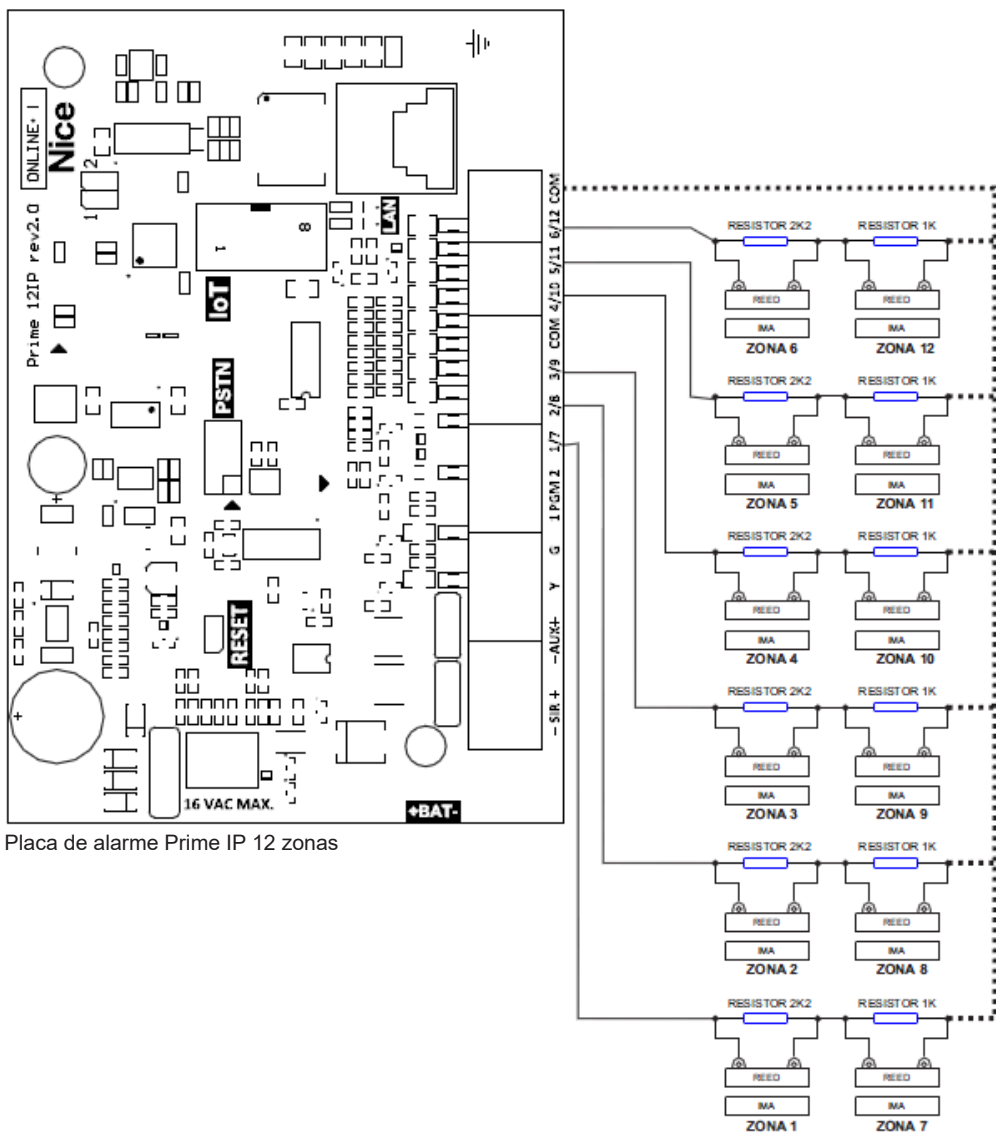 ONLINE+ I
Nice
Prime 12IP rev2.0
1 2
1 8
LAN
IoT
PSTN
RESET
16 VAC MAX.
+BAT-
COM
6/12
5/11
4/10
COM
3/9
2/8
1/7
1 PGM 2
G
Y
-AUX+
- SIR +
+
+
Placa de alarme Prime IP 12 zonas
RESISTOR 2K2 RESISTOR 1K
REED REED
IMA IMA
ZONA 6 ZONA 12
RESISTOR 2K2 RESISTOR 1K
REED REED
IMA IMA
ZONA 5 ZONA 11
RESISTOR 2K2 RESISTOR 1K
REED REED
IMA IMA
ZONA 4 ZONA 10
RESISTOR 2K2 RESISTOR 1K
REED REED
IMA IMA
ZONA 3 ZONA 9
RESISTOR 2K2 RESISTOR 1K
REED REED
IMA IMA
ZONA 2 ZONA 8
RESISTOR 2K2 RESISTOR 1K
REED REED
IMA IMA
ZONA 1 ZONA 7